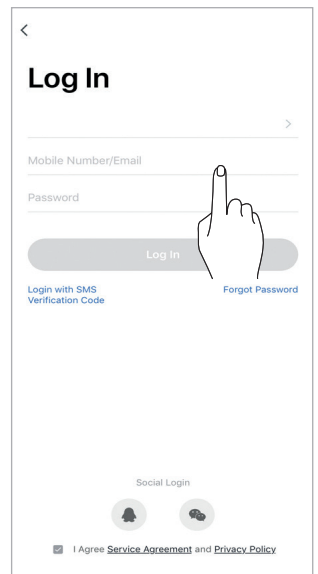 Log In
Mobile Number/Email
Password
Log In
Login with SMS
Verification Code
Forgot Password
Social Login
I Agree Service Agreement and Privacy Policy